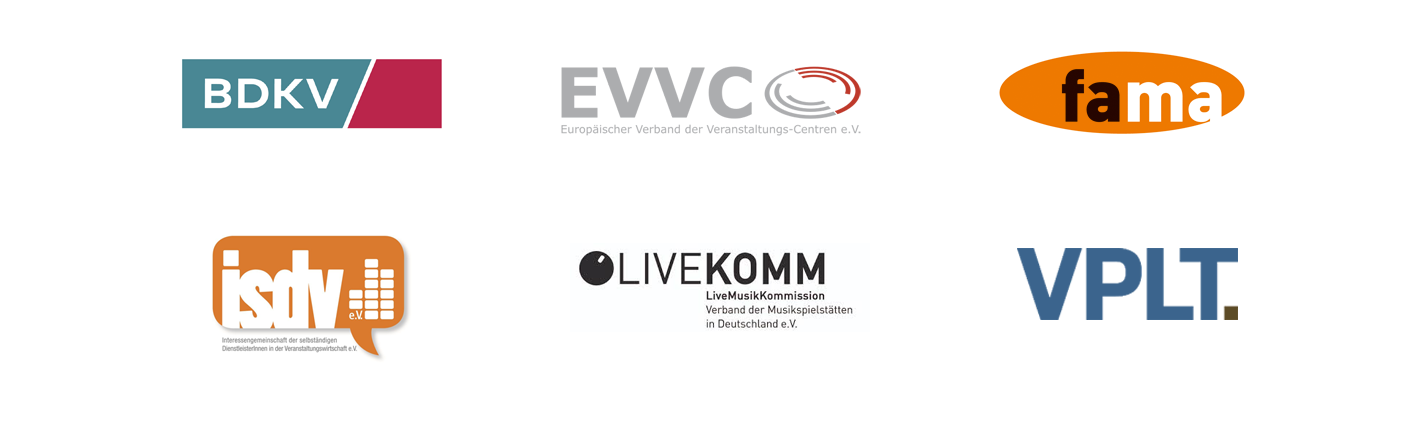 BDKV
EVVC
Europäischer Verband der Veranstaltungs-Centren e.V.
fama
isdv
e.V.
Interessengemeinschaft der selbständigen
DienstleisterInnen in der Veranstaltungswirtschaft e.V.
LIVEKOMM
LiveMusikKommission
Verband der Musikspielstätten
in Deutschland e.V.
VPLT.